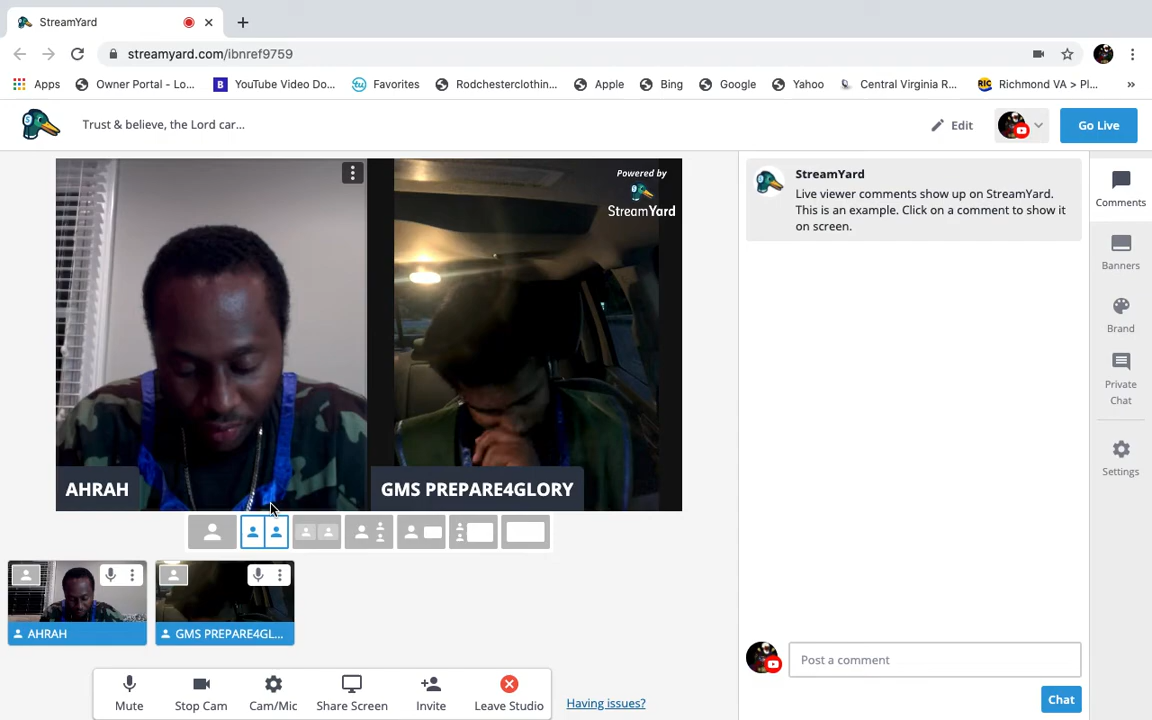 StreamYard
streamyard.com/ibnref9759
Apps
Owner Portal - Lo...
YouTube Video Do...
Favorites
Rodchesterclothin...
Apple
Bing
Google
Yahoo
Central Virginia R...
Richmond VA > Pl...
»
Trust & believe, the Lord car...
Edit
Go Live
Powered by
StreamYard
AHRAH
GMS PREPARE4GLORY
StreamYard
Live viewer comments show up on StreamYard.
This is an example. Click on a comment to show it
on screen.
Comments
Banners
Brand
Private
Chat
Settings
AHRAH
GMS PREPARE4GL...
Mute
Stop Cam
Cam/Mic
Share Screen
Invite
Leave Studio
Having issues?
Post a comment
Chat